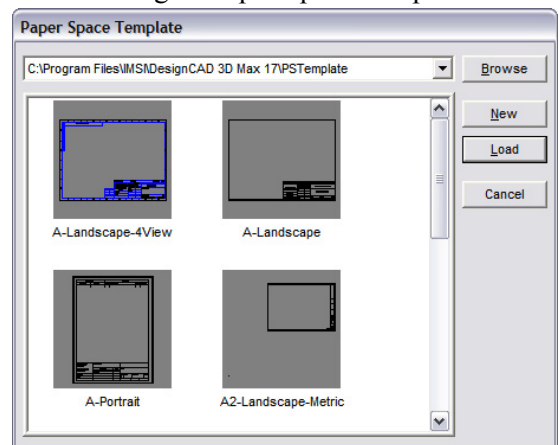 Paper Space Template
C:\Program Files\IMSI\DesignCAD 3D Max 17\PSTemplate
Browse
New
Load
Cancel
A-Landscape-4View
A-Landscape
A-Portrait
A2-Landscape-Metric